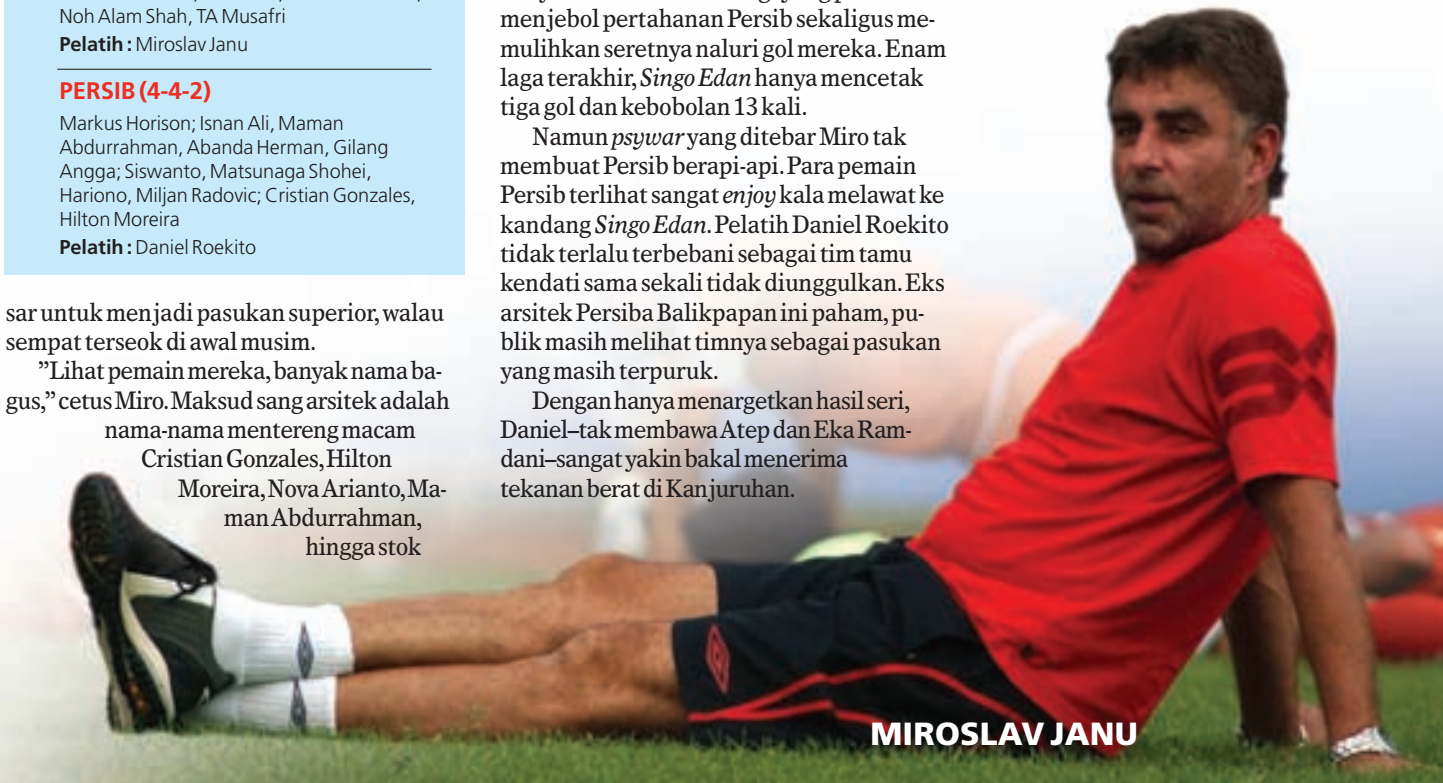 Noh Alam Shah, TA Musafri
Pelatih : Miroslav Janu
PERSIB (4-4-2)
Markus Horison; Isnan Ali, Maman
Abdurrahman, Abanda Herman, Gilang
Angga; Siswanto, Matsunaga Shohei,
Hariono, Miljan Radovic; Cristian Gonzales,
Hilton Moreira
Pelatih : Daniel Roekito
sar untuk menjadi pasukan superior, walau
sempat terseok di awal musim.
”Lihat pemain mereka, banyak nama ba-
gus,” cetus Miro. Maksud sang arsitek adalah
nama-nama mentereng macam
Cristian Gonzales, Hilton
Moreira, Nova Arianto, Ma-
man Abdurrahman,
hingga stok
menjebol pertahanan Persib sekaligus me-
mulihkan seretnya naluri gol mereka. Enam
laga terakhir, Singo Edan hanya mencetak
tiga gol dan kebobolan 13 kali.
Namun psywar yang ditebar Miro tak
membuat Persib berapi-api. Para pemain
Persib terlihat sangat enjoy kala melawat ke
kandang Singo Edan. Pelatih Daniel Roekito
tidak terlalu terbebani sebagai tim tamu
kendati sama sekali tidak diunggulkan. Eks
arsitek Persiba Balikpapan ini paham, pu-
blik masih melihat timnya sebagai pasukan
yang masih terpuruk.
Dengan hanya menargetkan hasil seri,
Daniel–tak membawa Atep dan Eka Ram-
dani–sangat yakin bakal menerima
tekanan berat di Kanjuruhan.
MIROSLAV JANU